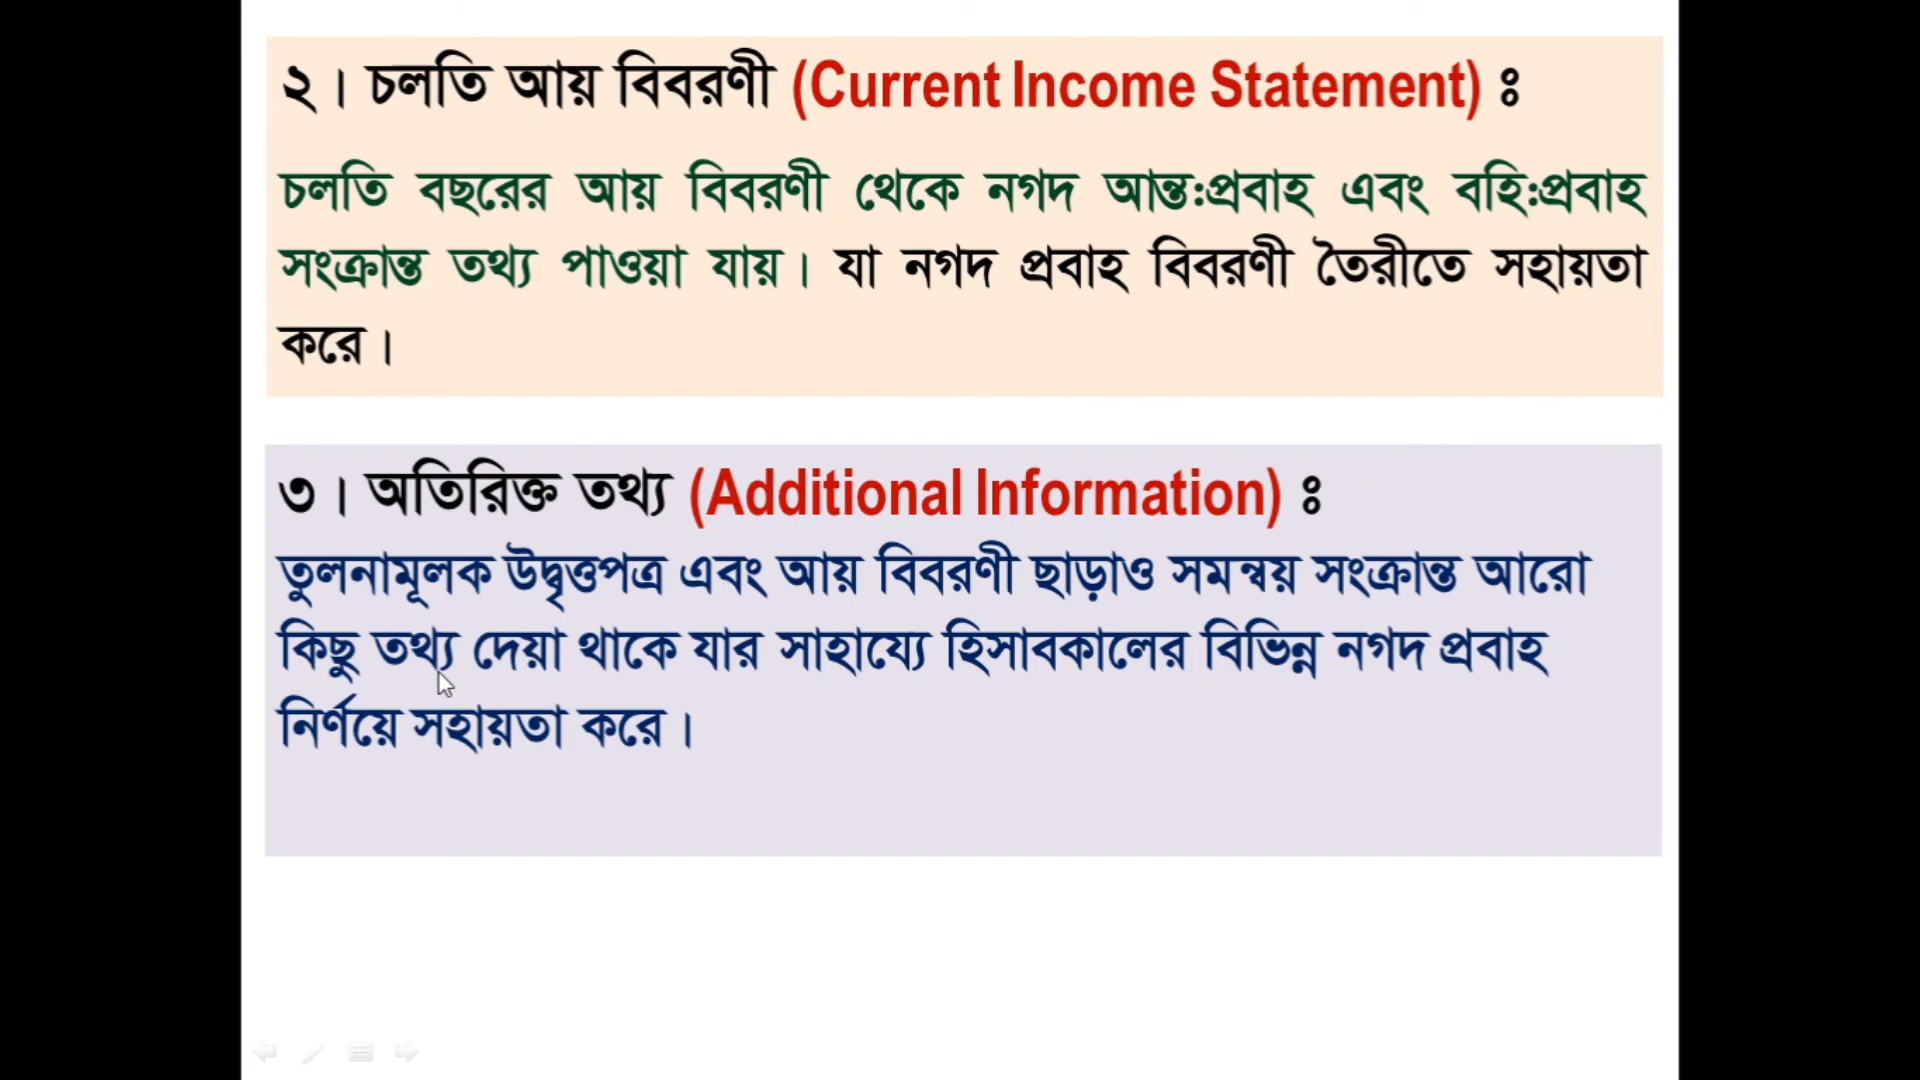 ২। চলতি আয় বিবরণী (Current Income Statement) ঃ
চলতি বছরের আয় বিবরণী থেকে নগদ আন্ত:প্রবাহ এবং বহি:প্রবাহ
সংক্রান্ত তথ্য পাওয়া যায়। যা নগদ প্রবাহ বিবরণী তৈরীতে সহায়তা
করে।
৩। অতিরিক্ত তথ্য (Additional Information) ঃ
তুলনামূলক উদ্বৃত্তপত্র এবং আয় বিবরণী ছাড়াও সমন্বয় সংক্রান্ত আরো
কিছু তথ্য দেয়া থাকে যার সাহায্যে হিসাবকালের বিভিন্ন নগদ প্রবাহ
নির্ণয়ে সহায়তা করে।